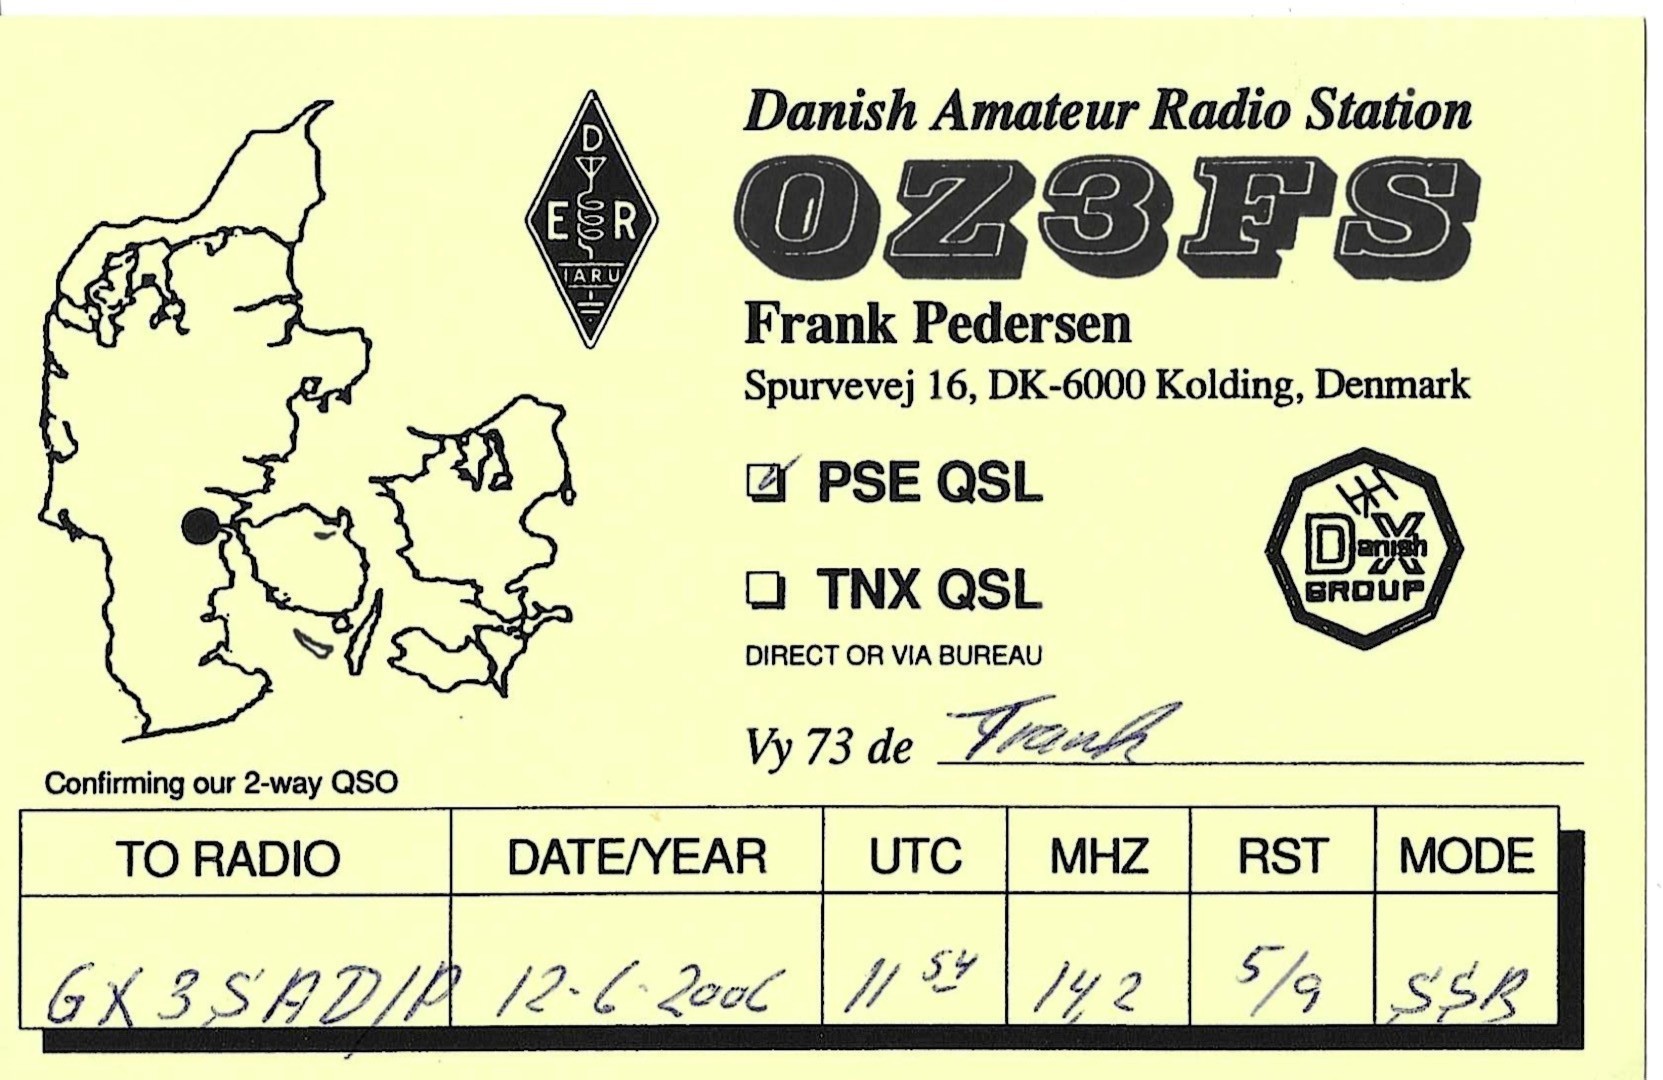 Danish Amateur Radio Station
OZ3FS
Frank Pedersen
Spurvevej 16, DK-6000 Kolding, Denmark
D
E R
IARU
PSE QSL
TNX QSL
DIRECT OR VIA BUREAU
Danish DX
GROUP
Vy 73 de Frank
Confirming our 2-way QSO
TO RADIO DATE/YEAR UTC MHZ RST MODE
GX3SAD/P 12-6-2006 11 54 14,2 5/9 SSB